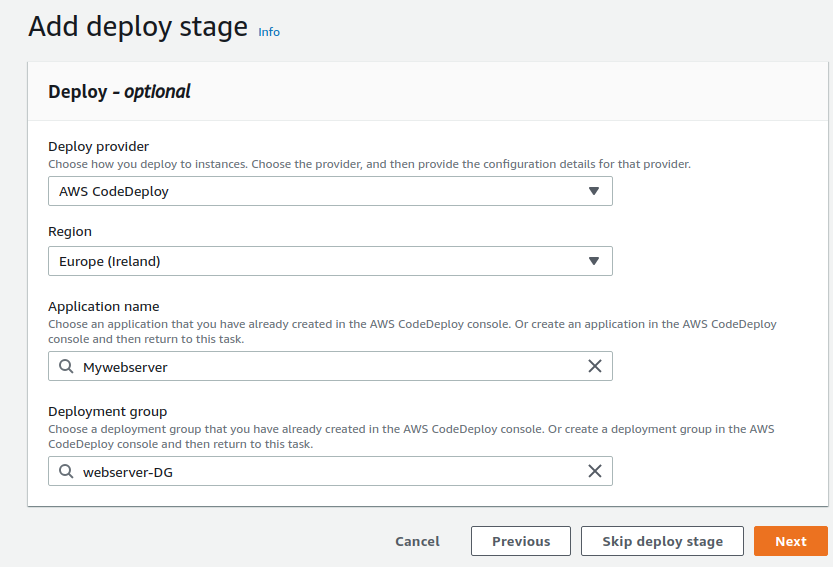 Add deploy stage Info
Deploy - optional
Deploy provider
Choose how you deploy to instances. Choose the provider, and then provide the configuration details for that provider.
AWS CodeDeploy
Region
Europe (Ireland)
Application name
Choose an application that you have already created in the AWS CodeDeploy console. Or create an application in the AWS CodeDeploy
console and then return to this task.
Mywebserver
Deployment group
Choose a deployment group that you have already created in the AWS CodeDeploy console. Or create a deployment group in the AWS
CodeDeploy console and then return to this task.
webserver-DG
Cancel Previous Skip deploy stage Next